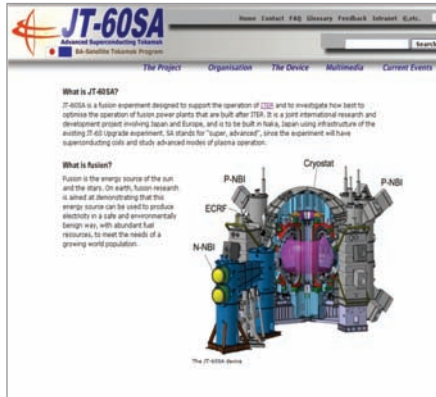 JT-60SA
Advanced Superconducting Tokamak
BA-Satellite Tokamak Program
Home Contact FAQ Glossary Feedback Intranet Q,etc.
Search
The Project Organisation The Device Multimedia Current Events
What is JT-60SA?
JT-60SA is a fusion experiment designed to support the operation of ITER and to investigate how best to
optimise the operation of fusion power plants that are built after ITER. It is a joint international research and
development project involving Japan and Europe, and is to be built in Naka, Japan using infrastructure of the
existing JT-60 Upgrade experiment. SA stands for "super, advanced", since the experiment will have
superconducting coils and study advanced modes of plasma operation.
What is fusion?
Fusion is the energy source of the sun
and the stars. On earth, fusion research
is aimed at demonstrating that this
energy source can be used to produce
electricity in a safe and environmentally
benign way, with abundant fuel
resources, to meet the needs of a
growing world population.
Cryostat
P-NBI
P-NBI
ECRF
N-NBI
The JT-60SA device